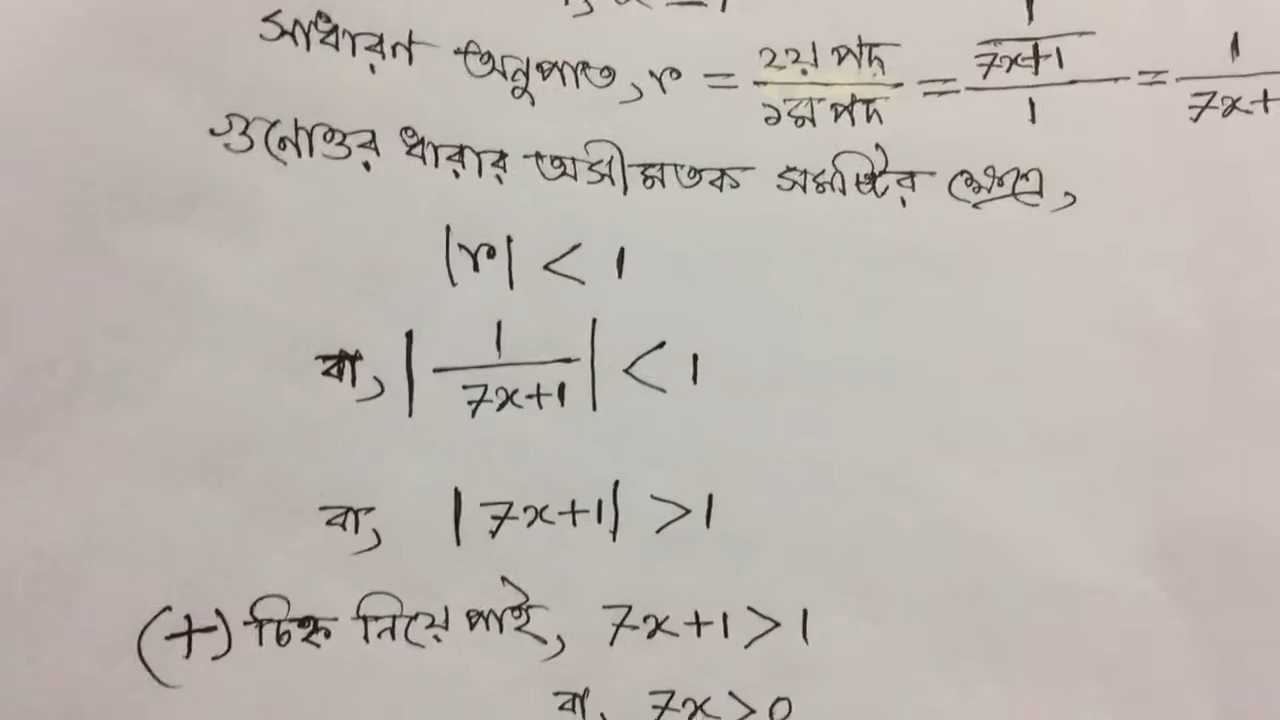 সাধারণ অনুপাত, r = ২য় পদ / ১ম পদ = (1/(7x+1)) / 1 = 1 / 7x+
গুনোত্তর ধারার অসীমতক সমষ্টির ক্ষেত্রে,
|r| < 1
বা, |1 / 7x+1| < 1
বা, |7x+1| > 1
(+) চিহ্ন নিয়ে পাই, 7x+1 > 1
বা, 7x > 0